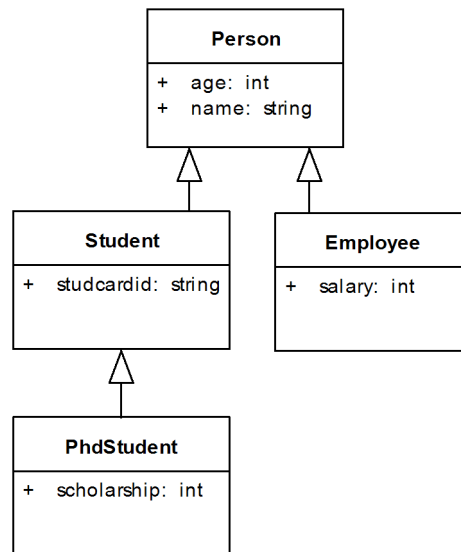 Person
+ age: int
+ name: string
Student
+ studcardid: string
Employee
+ salary: int
PhdStudent
+ scholarship: int